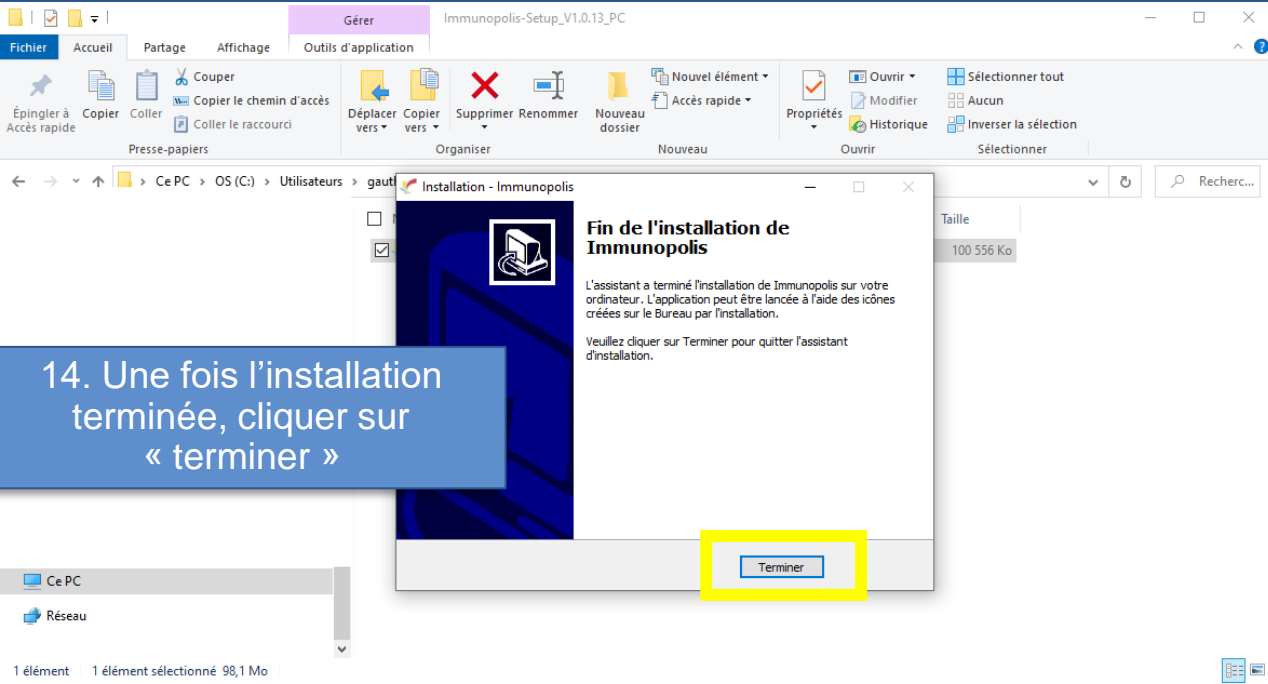 Gérer
Immunopolis-Setup_V1.0.13_PC
Fichier
Accueil
Partage
Affichage
Outils d'application
Épingler à
Accès rapide
Copier
Coller
Couper
Copier le chemin d'accès
Coller le raccourci
Presse-papiers
Déplacer
vers
Copier
vers
Supprimer
Renommer
Organiser
Nouveau
dossier
Nouvel élément
Accès rapide
Nouveau
Propriétés
Ouvrir
Modifier
Historique
Ouvrir
Sélectionner tout
Aucun
Inverser la sélection
Sélectionner
Ce PC > OS (C:) > Utilisateurs >
Recherc...
Taille
100 556 Ko
Installation - Immunopolis
Fin de l'installation de
Immunopolis
L'assistant a terminé l'installation de Immunopolis sur votre
ordinateur. L'application peut être lancée à l'aide des icônes
créées sur le Bureau par l'installation.
Veuillez cliquer sur Terminer pour quitter l'assistant
d'installation.
14. Une fois l’installation
terminée, cliquer sur
« terminer »
Terminer
Ce PC
Réseau
1 élément
1 élément sélectionné 98,1 Mo